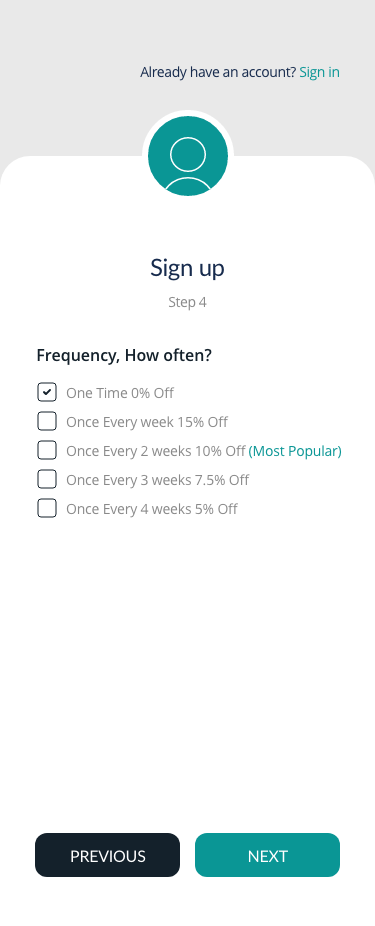 Already have an account? Sign in
Sign up
Step 4
Frequency, How often?
One Time 0% Off
Once Every week 15% Off
Once Every 2 weeks 10% Off (Most Popular)
Once Every 3 weeks 7.5% Off
Once Every 4 weeks 5% Off
PREVIOUS NEXT